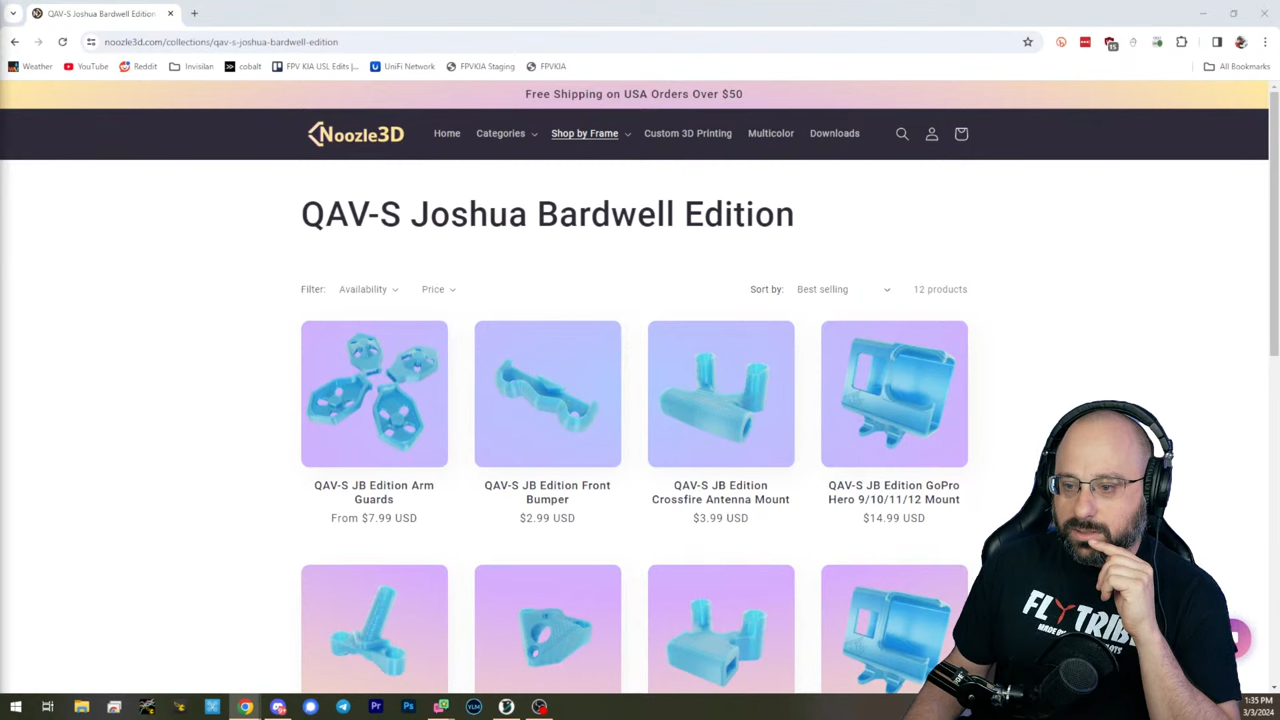 QAV-S Joshua Bardwell Edition
noozle3d.com/collections/qav-s-joshua-bardwell-edition
15
Weather YouTube Reddit Invisilan cobalt FPV KIA USL Edits |... UniFi Network FPVKIA Staging FPVKIA All Bookmarks
Free Shipping on USA Orders Over $50
Noozle3D Home Categories Shop by Frame Custom 3D Printing Multicolor Downloads
QAV-S Joshua Bardwell Edition
Filter: Availability Price Sort by: Best selling 12 products
QAV-S JB Edition Arm
Guards
From $7.99 USD
QAV-S JB Edition Front
Bumper
$2.99 USD
QAV-S JB Edition
Crossfire Antenna Mount
$3.99 USD
QAV-S JB Edition GoPro
Hero 9/10/11/12 Mount
$14.99 USD
FLYTRIBE
MADE
1:35 PM
3/3/2024